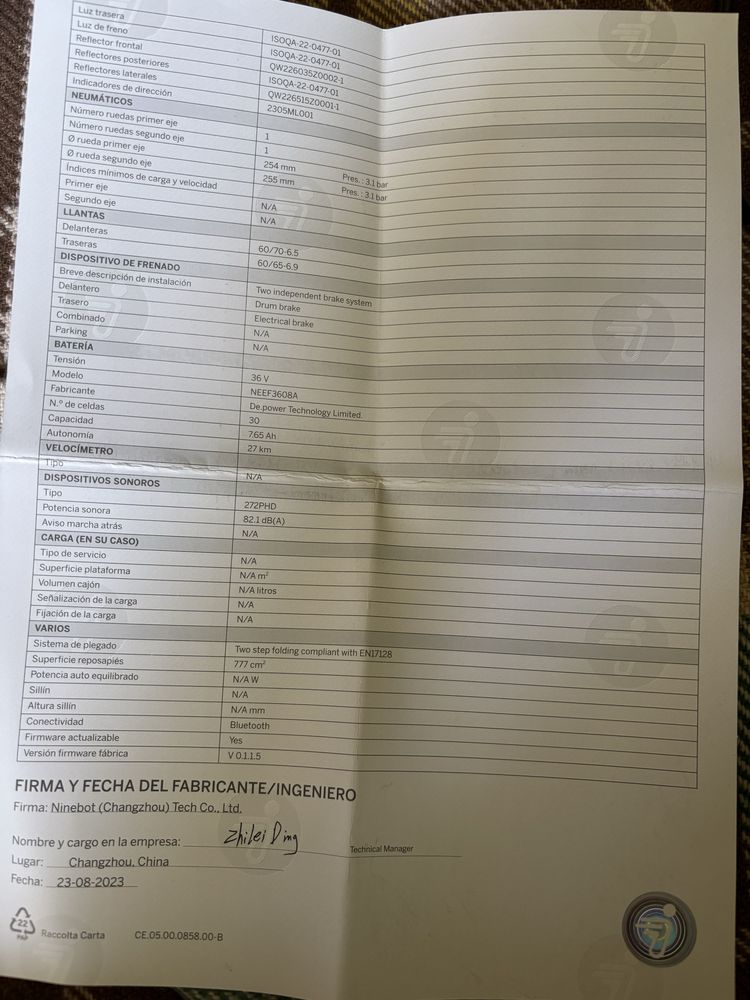 Luz trasera
Luz de freno ISOQA-22-0477-01
Reflector frontal ISOQA-22-0477-01
Reflectores posteriores QW226035Z0002-1
Reflectores laterales ISOQA-22-0477-01
Indicadores de dirección QW226515Z0001-1
NEUMÁTICOS 2305ML001
Número ruedas primer eje
Número ruedas segundo eje 1
Ø rueda primer eje 1
Ø rueda segundo eje 254 mm Pres. : 3.1 bar
Índices mínimos de carga y velocidad 255 mm Pres. : 3.1 bar
Primer eje N/A
Segundo eje N/A
LLANTAS
Delanteras 60/70-6.5
Traseras 60/65-6.9
DISPOSITIVO DE FRENADO
Breve descripción de instalación Two independent brake system
Delantero Drum brake
Trasero Electrical brake
Combinado N/A
Parking N/A
BATERÍA
Tensión 36 V
Modelo NEEF3608A
Fabricante De.power Technology Limited.
N.º de celdas 30
Capacidad 7.65 Ah
Autonomía 27 km
VELOCÍMETRO
Tipo N/A
DISPOSITIVOS SONOROS
Tipo 272PHD
Potencia sonora 82.1 dB(A)
Aviso marcha atrás N/A
CARGA (EN SU CASO)
Tipo de servicio N/A
Superficie plataforma N/A m²
Volumen cajón N/A litros
Señalización de la carga N/A
Fijación de la carga N/A
VARIOS
Sistema de plegado Two step folding compliant with EN17128
Superficie reposapiés 777 cm²
Potencia auto equilibrado N/A W
Sillín N/A
Altura sillín N/A mm
Conectividad Bluetooth
Firmware actualizable Yes
Versión firmware fábrica V 0.1.1.5
FIRMA Y FECHA DEL FABRICANTE/INGENIERO
Firma: Ninebot (Changzhou) Tech Co., Ltd.
Nombre y cargo en la empresa: Zhilei Ding Technical Manager
Lugar: Changzhou, China
Fecha: 23-08-2023
22
PAP
Raccolta Carta CE.05.00.0858.00-B